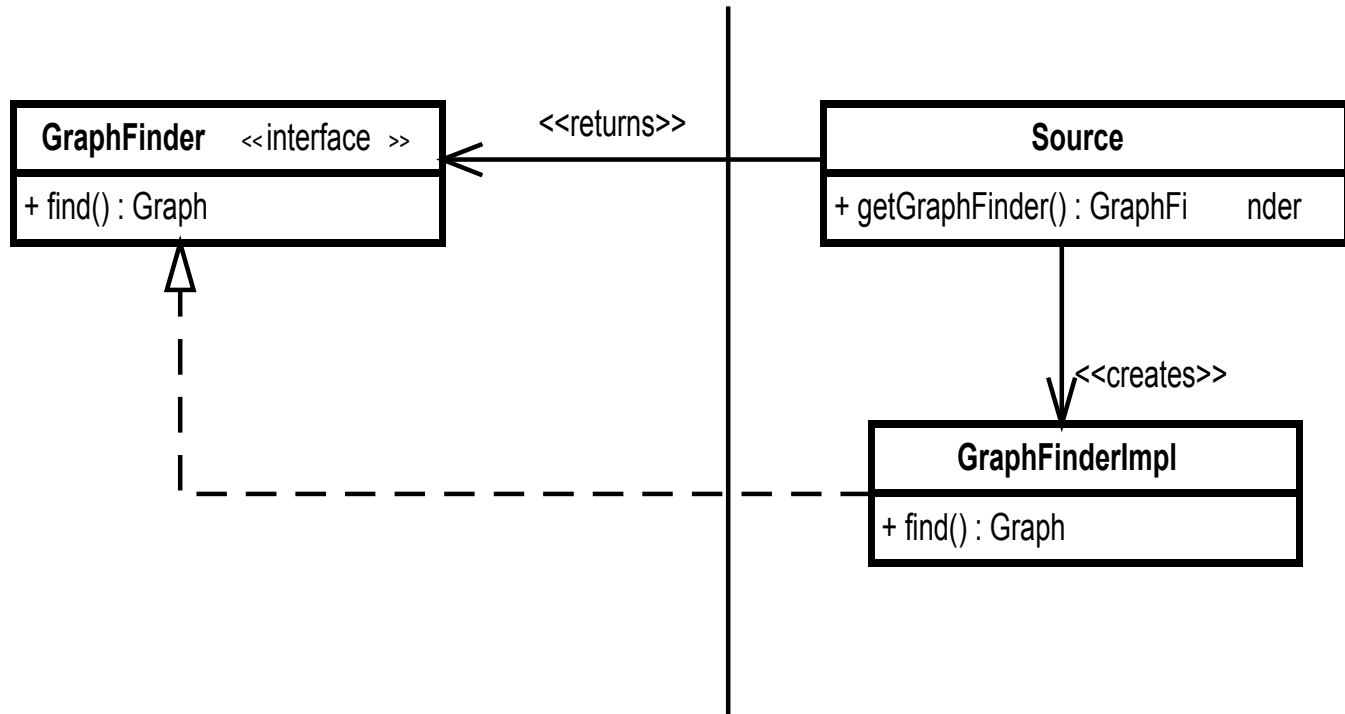 GraphFinder <<interface >>
+ find() : Graph
<<returns>>
Source
+ getGraphFinder() : GraphFi nder
<<creates>>
GraphFinderImpl
+ find() : Graph